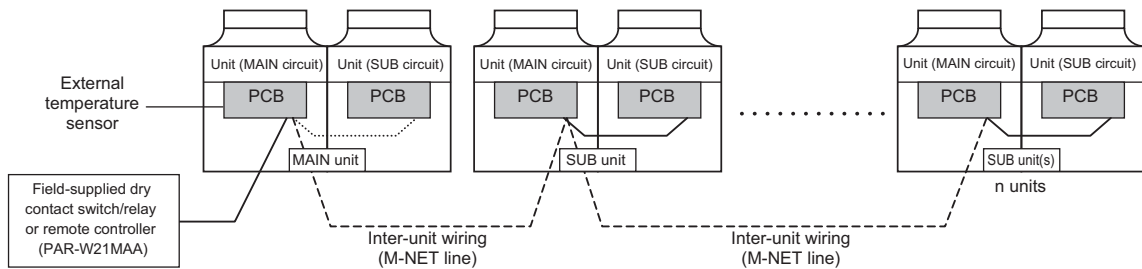 Unit (MAIN circuit) Unit (SUB circuit)
PCB PCB
MAIN unit
Unit (MAIN circuit) Unit (SUB circuit)
PCB PCB
SUB unit
Unit (MAIN circuit) Unit (SUB circuit)
PCB PCB
SUB unit(s)
n units
External
temperature
sensor
Field-supplied dry
contact switch/relay
or remote controller
(PAR-W21MAA)
Inter-unit wiring
(M-NET line)
Inter-unit wiring
(M-NET line)